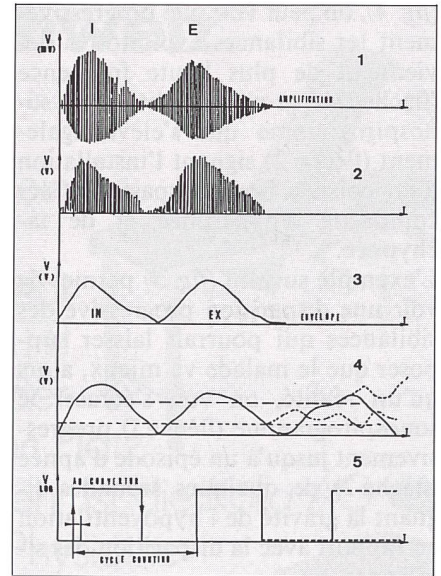 I E
V
(mV) 1
AMPLIFICATION T
V
(V) 2
T
V
(V) 3
IN EX ENVELOPE T
V
(V) 4
T
V
LOG 5
AD CONVERTOR
CYCLE COUNTING T